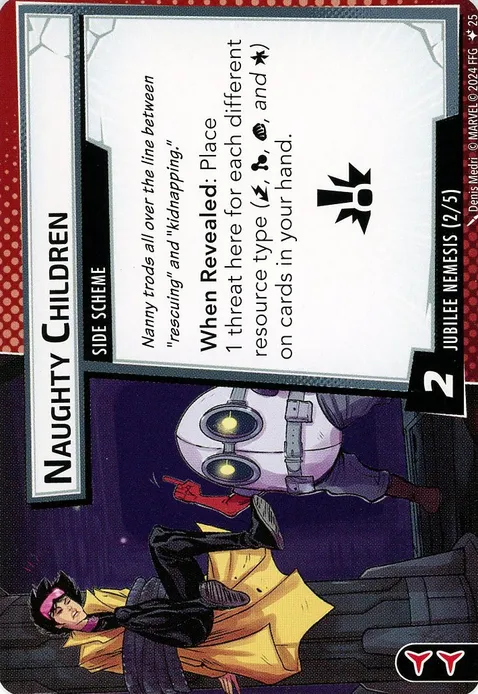 NAUGHTY CHILDREN
SIDE SCHEME
Nanny trods all over the line between
"rescuing" and "kidnapping."
When Revealed: Place
1 threat here for each different
resource type (, , , and )
on cards in your hand.
2
JUBILEE NEMESIS (2/5)
Denis Medri © MARVEL © 2024 FFG 25